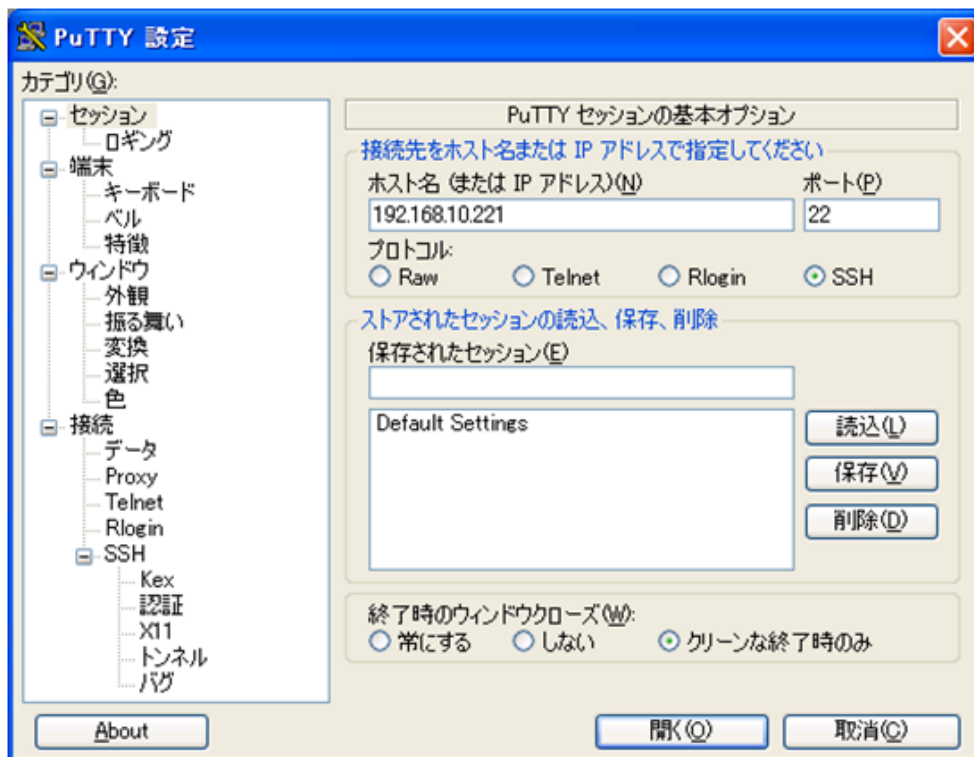 PuTTY 設定
カテゴリ(G):
セッション
ロギング
端末
キーボード
ベル
特徴
ウィンドウ
外観
振る舞い
変換
選択
色
接続
データ
Proxy
Telnet
Rlogin
SSH
Kex
認証
X11
トンネル
バグ
PuTTY セッションの基本オプション
接続先をホスト名または IP アドレスで指定してください
ホスト名 (または IP アドレス)(N) ポート(P)
192.168.10.221 22
プロトコル:
Raw Telnet Rlogin SSH
ストアされたセッションの読込、保存、削除
保存されたセッション(E)
Default Settings
読込(L)
保存(V)
削除(D)
終了時のウィンドウクローズ(W):
常にする しない クリーンな終了時のみ
About 開く(O) 取消(C)